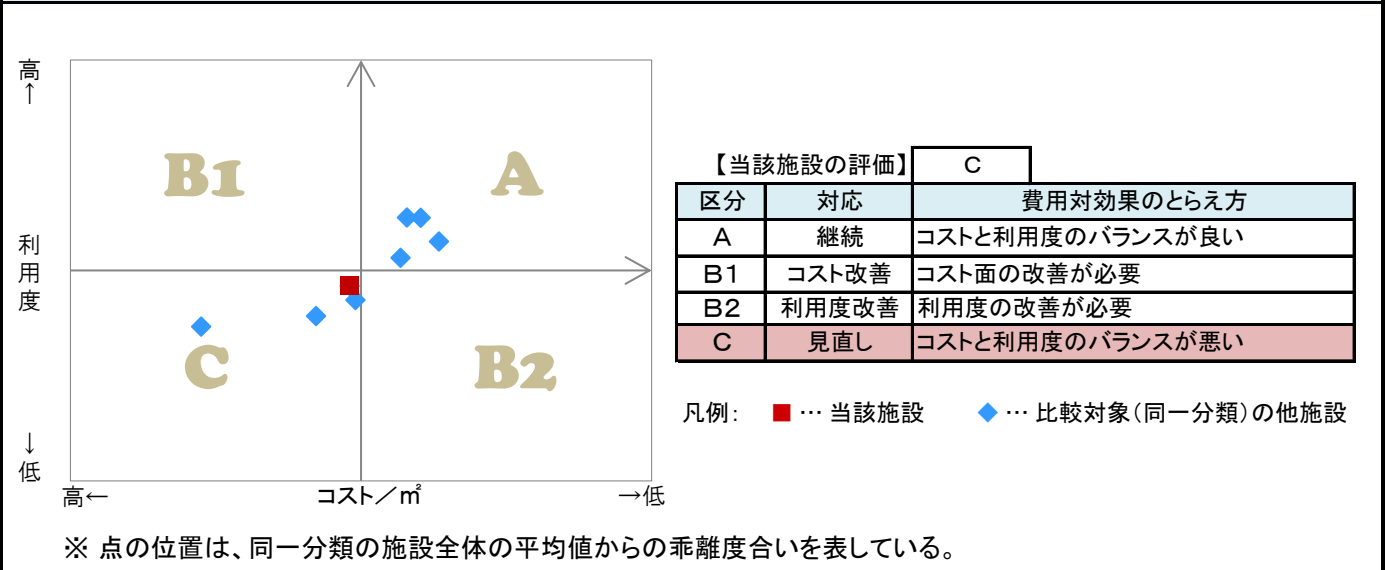 高
↑
利
用
度
↓
低
B1
A
C
B2
高←
コスト／㎡
→低
【当該施設の評価】 C
区分 対応 費用対効果のとらえ方
A 継続 コストと利用度のバランスが良い
B1 コスト改善 コスト面の改善が必要
B2 利用度改善 利用度の改善が必要
C 見直し コストと利用度のバランスが悪い
凡例： ■ … 当該施設 ◆ … 比較対象（同一分類）の他施設
※ 点の位置は、同一分類の施設全体の平均値からの乖離度合いを表している。